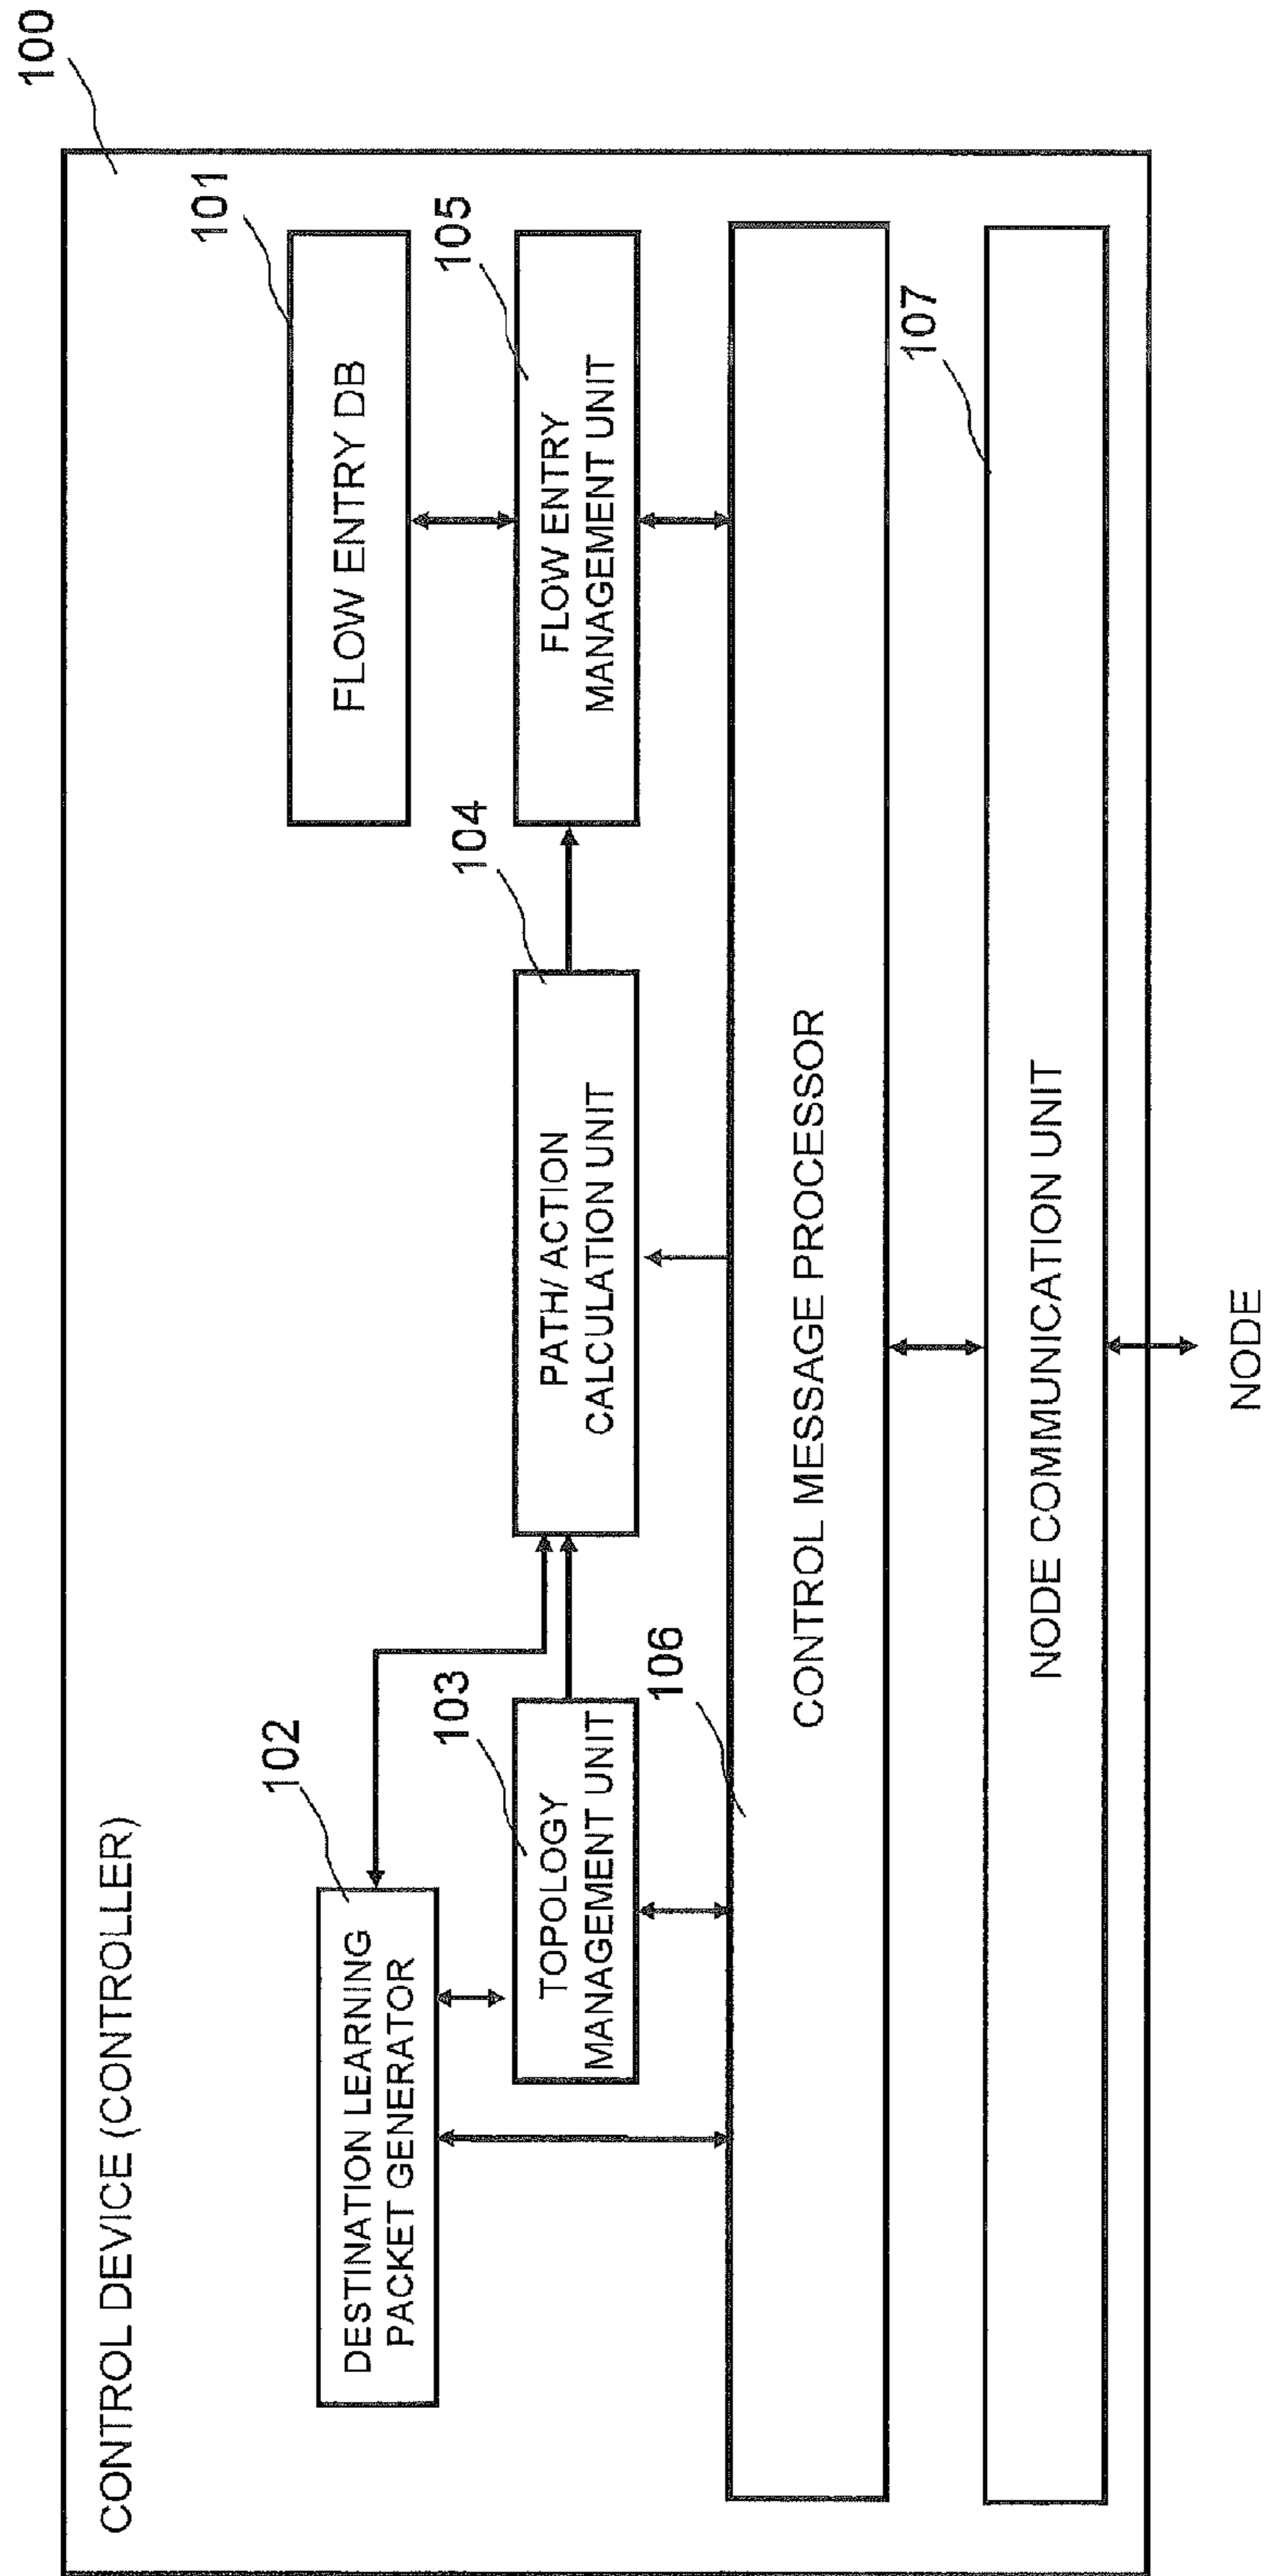 100
CONTROL DEVICE (CONTROLLER)
101
FLOW ENTRY DB
102
DESTINATION LEARNING
PACKET GENERATOR
103
TOPOLOGY
MANAGEMENT UNIT
104
PATH/ACTION
CALCULATION UNIT
105
FLOW ENTRY
MANAGEMENT UNIT
106
CONTROL MESSAGE PROCESSOR
107
NODE COMMUNICATION UNIT
NODE